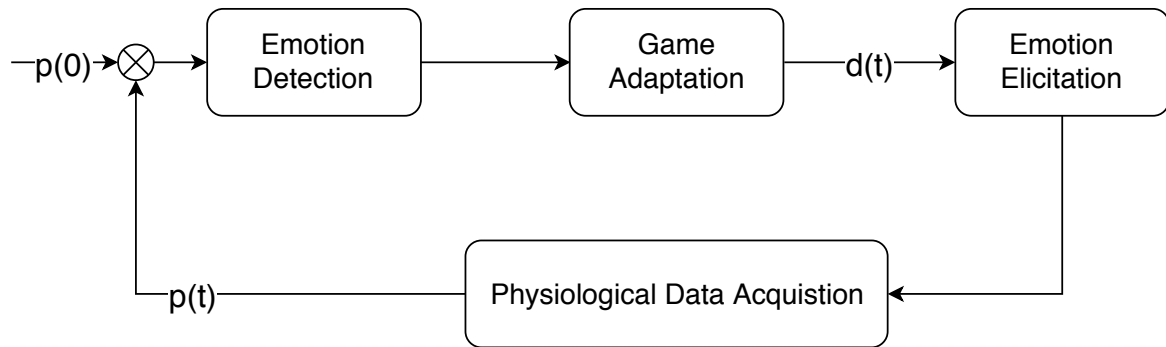 p(0)
Emotion
Detection
Game
Adaptation
d(t)
Emotion
Elicitation
Physiological Data Acquistion
p(t)